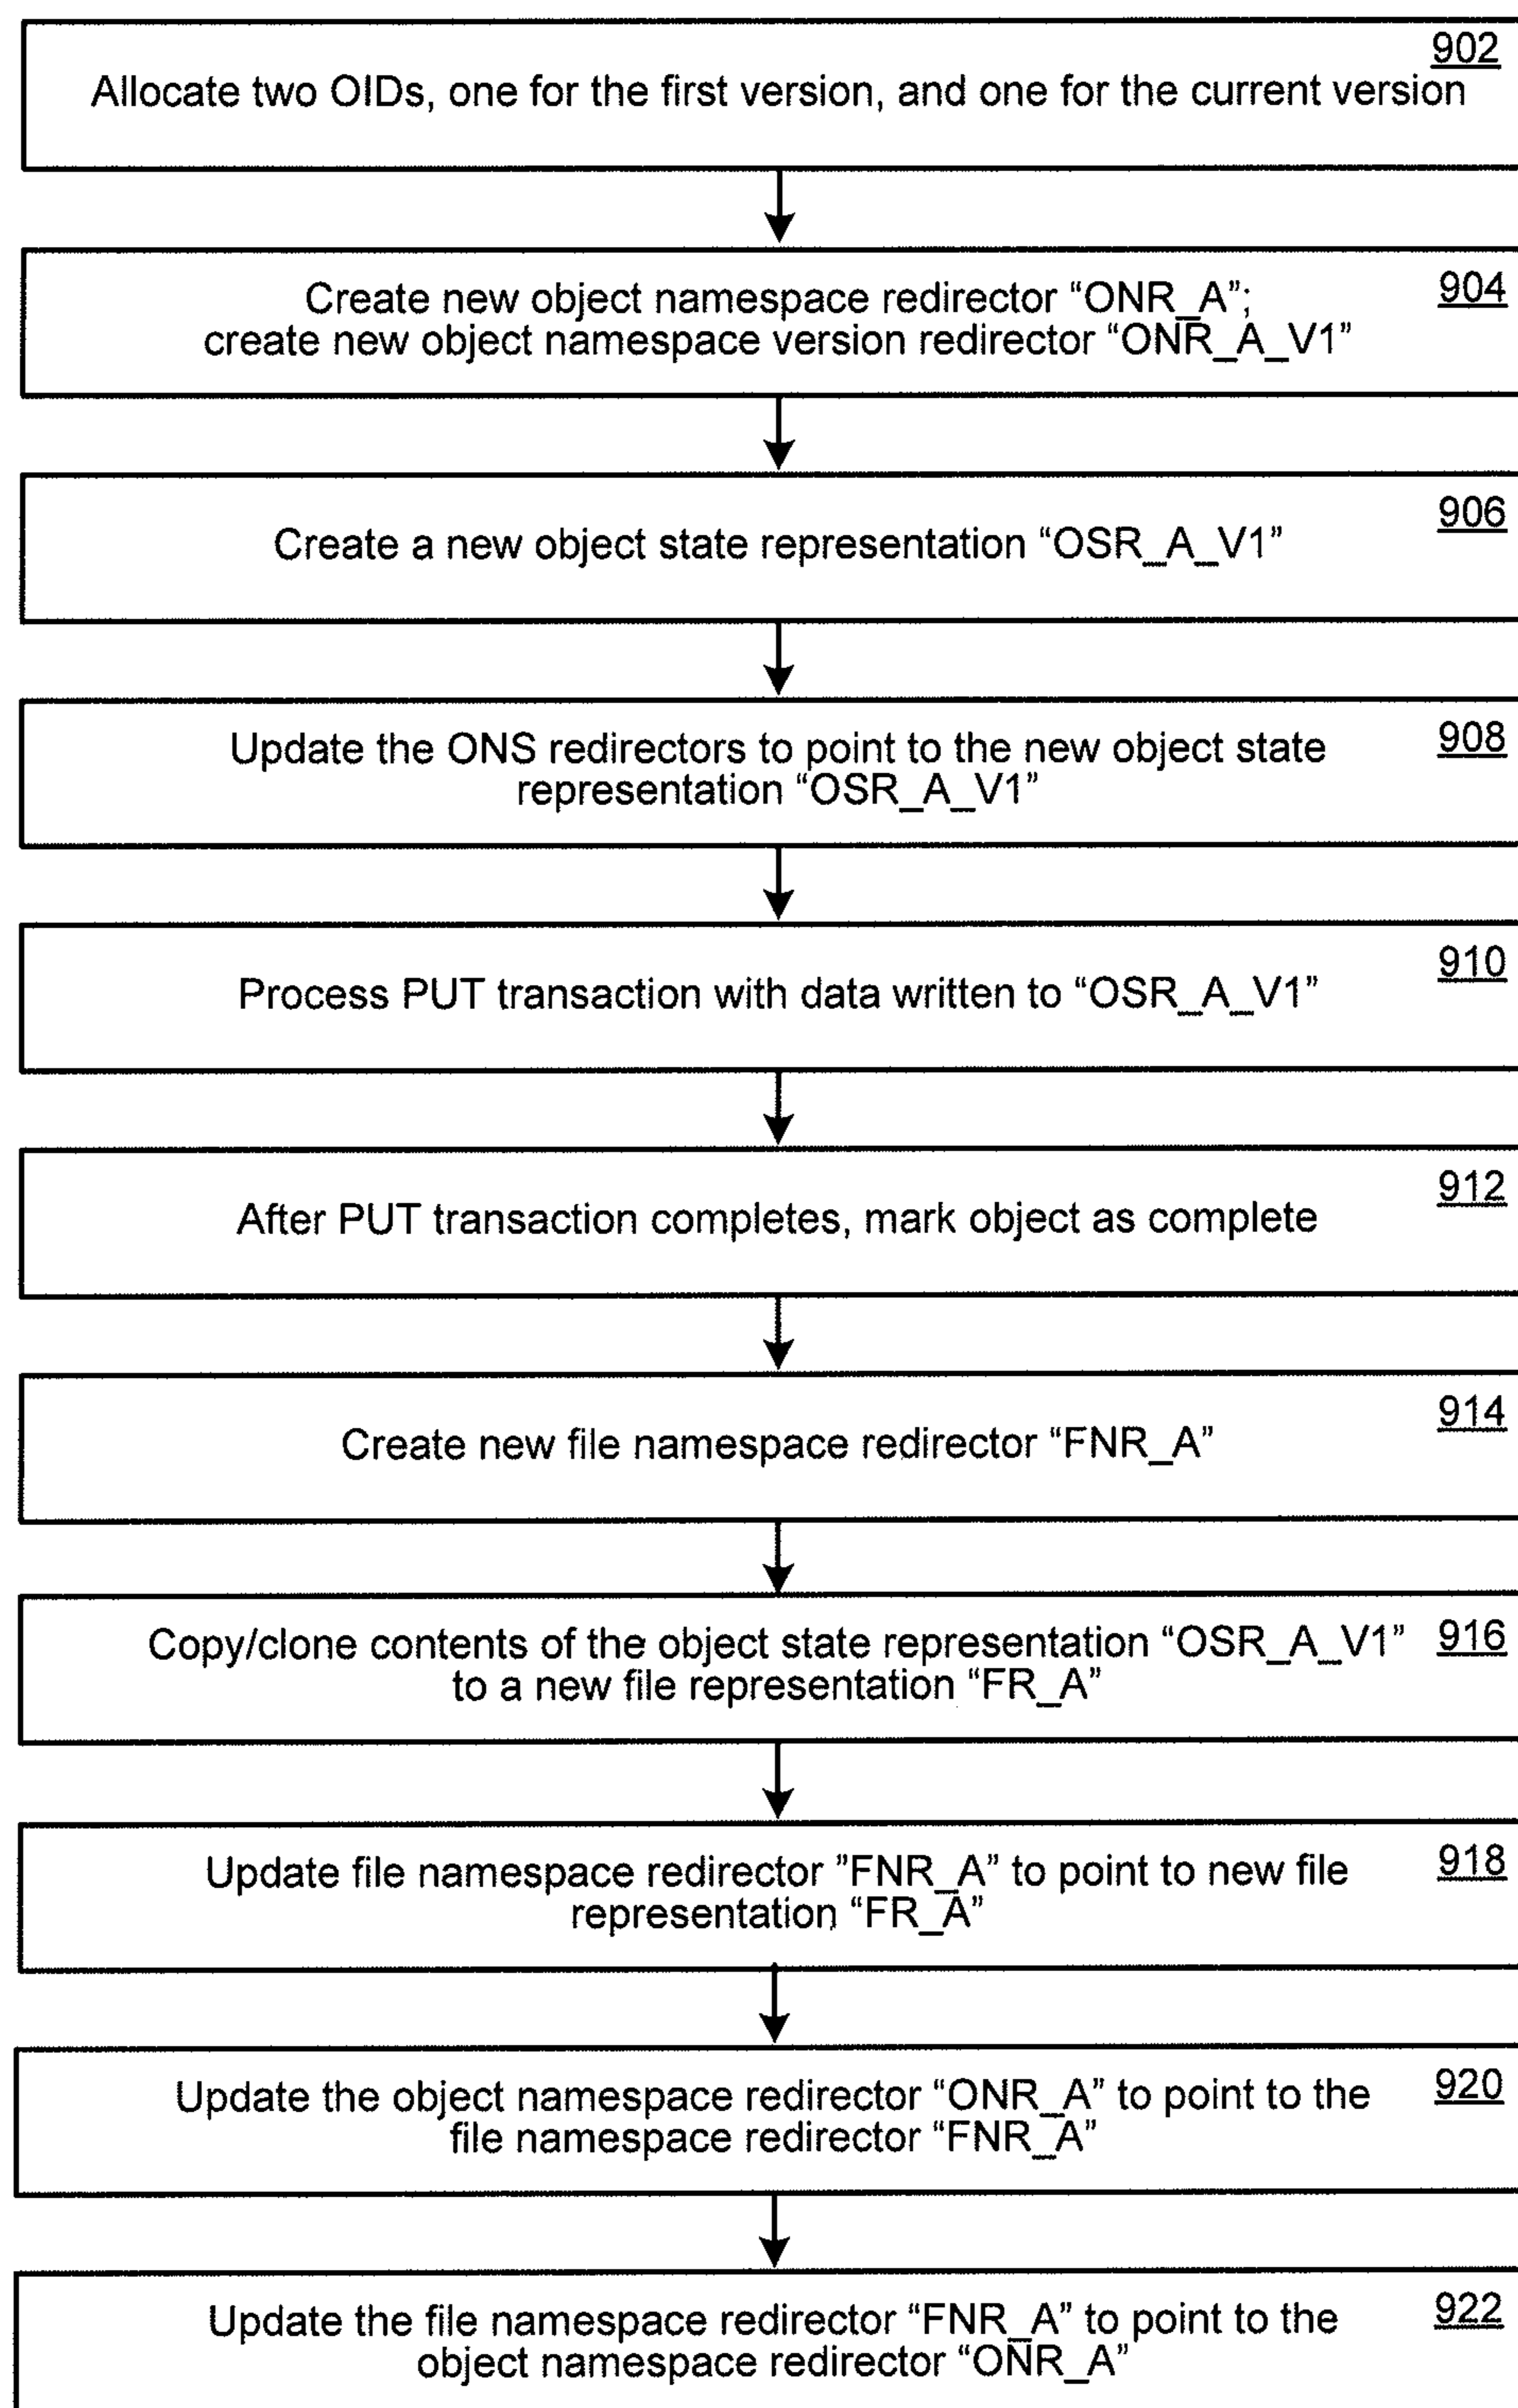 902
Allocate two OIDs, one for the first version, and one for the current version
904
Create new object namespace redirector “ONR_A”;
create new object namespace version redirector “ONR_A_V1”
906
Create a new object state representation “OSR_A_V1”
908
Update the ONS redirectors to point to the new object state
representation “OSR_A_V1”
910
Process PUT transaction with data written to “OSR_A_V1”
912
After PUT transaction completes, mark object as complete
914
Create new file namespace redirector “FNR_A”
916
Copy/clone contents of the object state representation “OSR_A_V1”
to a new file representation “FR_A”
918
Update file namespace redirector ”FNR_A” to point to new file
representation “FR_A”
920
Update the object namespace redirector “ONR_A” to point to the
file namespace redirector “FNR_A”
922
Update the file namespace redirector “FNR_A” to point to the
object namespace redirector “ONR_A”